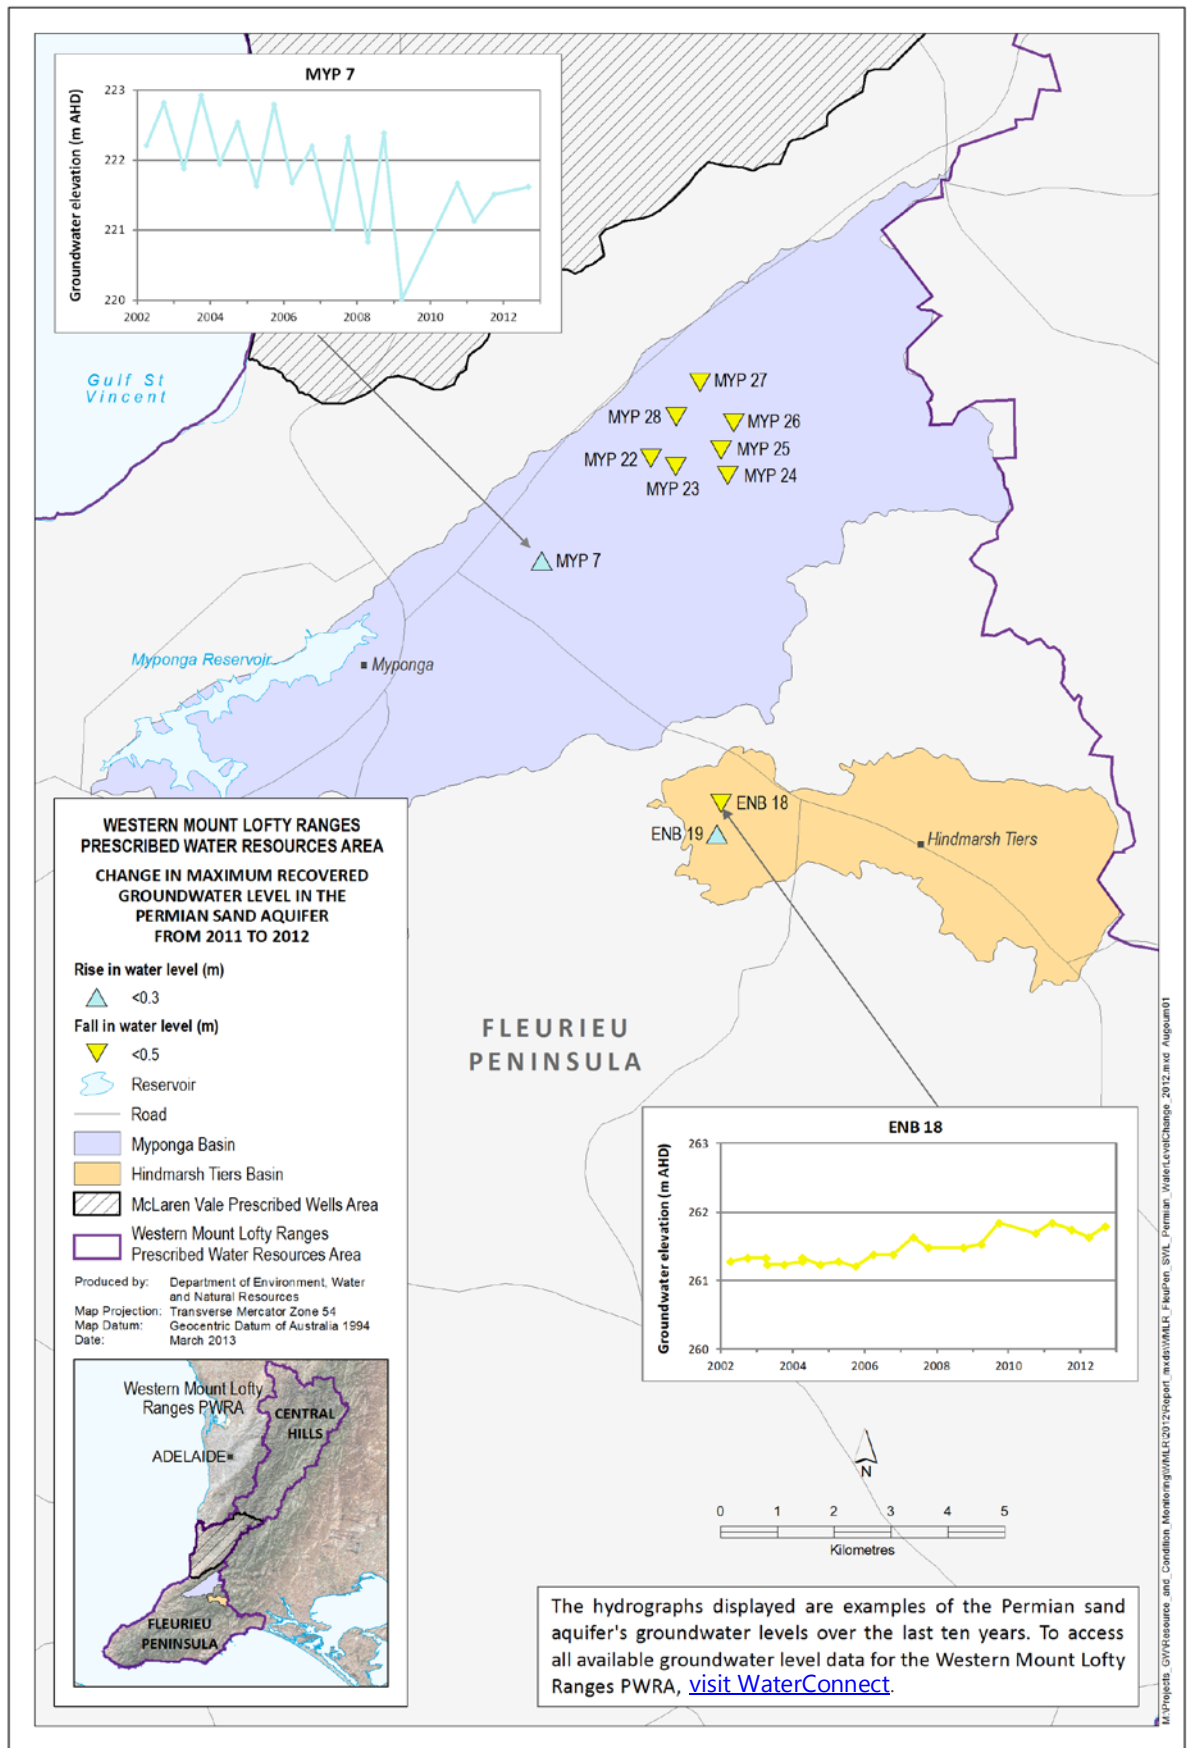 MYP 7
Groundwater elevation (m AHD)
223
222
221
220
2002
2004
2006
2008
2010
2012
Gulf St
Vincent
MYP 27
MYP 28
MYP 26
MYP 25
MYP 22
MYP 24
MYP 23
MYP 7
Myponga Reservoir
Myponga
ENB 18
ENB 19
Hindmarsh Tiers
WESTERN MOUNT LOFTY RANGES
PRESCRIBED WATER RESOURCES AREA
CHANGE IN MAXIMUM RECOVERED
GROUNDWATER LEVEL IN THE
PERMIAN SAND AQUIFER
FROM 2011 TO 2012
Rise in water level (m)
<0.3
Fall in water level (m)
<0.5
Reservoir
Road
Myponga Basin
Hindmarsh Tiers Basin
McLaren Vale Prescribed Wells Area
Western Mount Lofty Ranges
Prescribed Water Resources Area
Produced by: Department of Environment, Water
and Natural Resources
Map Projection: Transverse Mercator Zone 54
Map Datum: Geocentric Datum of Australia 1994
Date: March 2013
Western Mount Lofty
Ranges PWRA
CENTRAL
HILLS
ADELAIDE
FLEURIEU
PENINSULA
FLEURIEU
PENINSULA
ENB 18
Groundwater elevation (m AHD)
263
262
261
260
2002
2004
2006
2008
2010
2012
N
0 1 2 3 4 5
Kilometres
The hydrographs displayed are examples of the Permian sand
aquifer's groundwater levels over the last ten years. To access
all available groundwater level data for the Western Mount Lofty
Ranges PWRA, visit WaterConnect.
M:\Projects_GW\Resource_and_Condition_Monitoring\WMLR\2012\Report_mxds\WMLR_FleuPen_SWL_Permian_WaterLevelChange_2012.mxd Augoum01